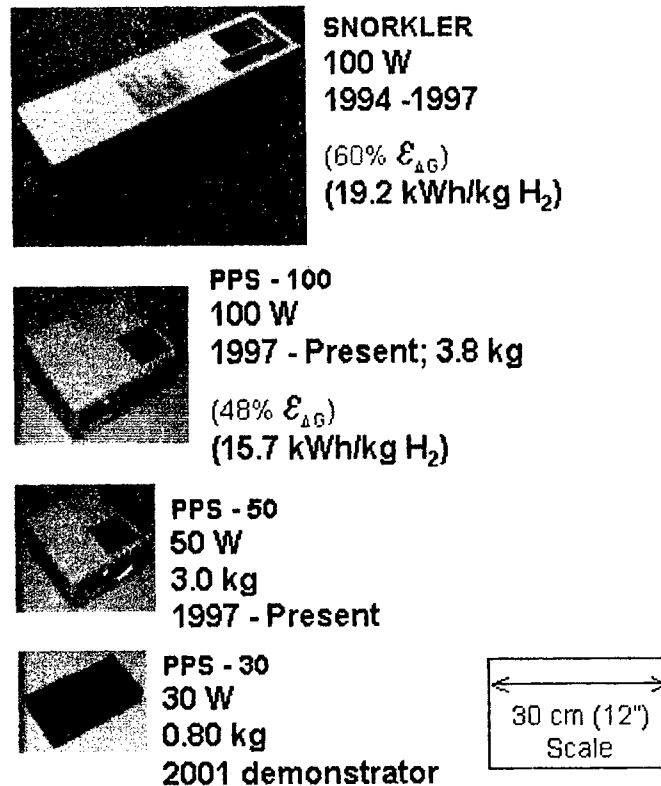 SNORKLER
100 W
1994 -1997
(60% ℰ_ΔG)
(19.2 kWh/kg H₂)
PPS - 100
100 W
1997 - Present; 3.8 kg
(48% ℰ_ΔG)
(15.7 kWh/kg H₂)
PPS - 50
50 W
3.0 kg
1997 - Present
PPS - 30
30 W
0.80 kg
2001 demonstrator
30 cm (12")
Scale